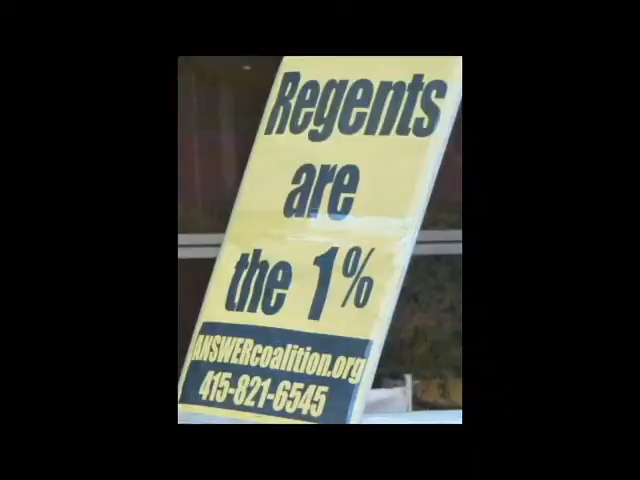 Regents
are
the 1%
ANSWERcoalition.org
415-821-6545